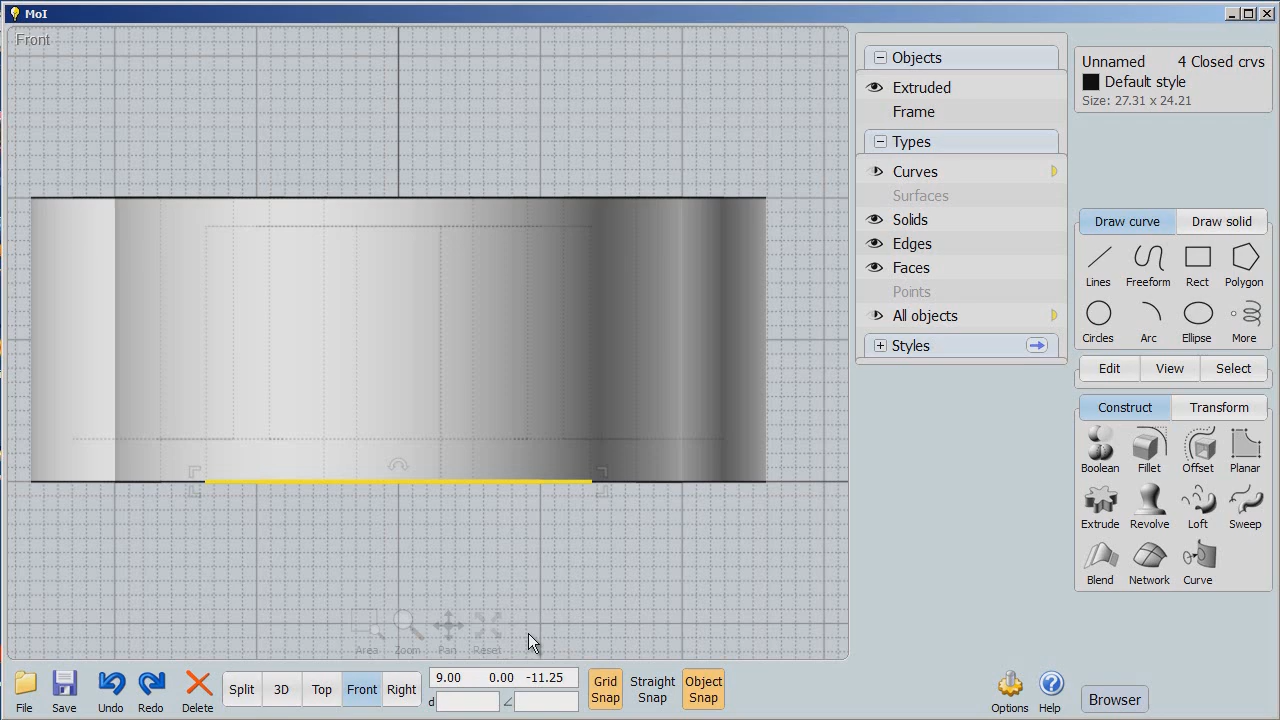 MoI
Front
Objects
Extruded
Frame
Types
Curves
Surfaces
Solids
Edges
Faces
Points
All objects
Styles
Unnamed 4 Closed crvs
Default style
Size: 27.31 x 24.21
Draw curve Draw solid
Lines Freeform Rect Polygon
Circles Arc Ellipse More
Edit View Select
Construct Transform
Boolean Fillet Offset Planar
Extrude Revolve Loft Sweep
Blend Network Curve
Area Zoom Pan Reset
File Save Undo Redo Delete
Split 3D Top Front Right
9.00 0.00 -11.25
d
Grid
Snap
Straight
Snap
Object
Snap
Options Help
Browser